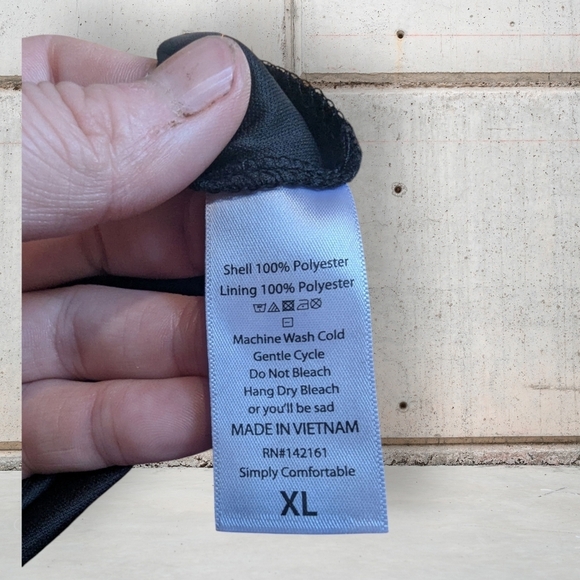 Shell 100% Polyester
Lining 100% Polyester
Machine Wash Cold
Gentle Cycle
Do Not Bleach
Hang Dry Bleach
or you'll be sad
MADE IN VIETNAM
RN#142161
Simply Comfortable
XL